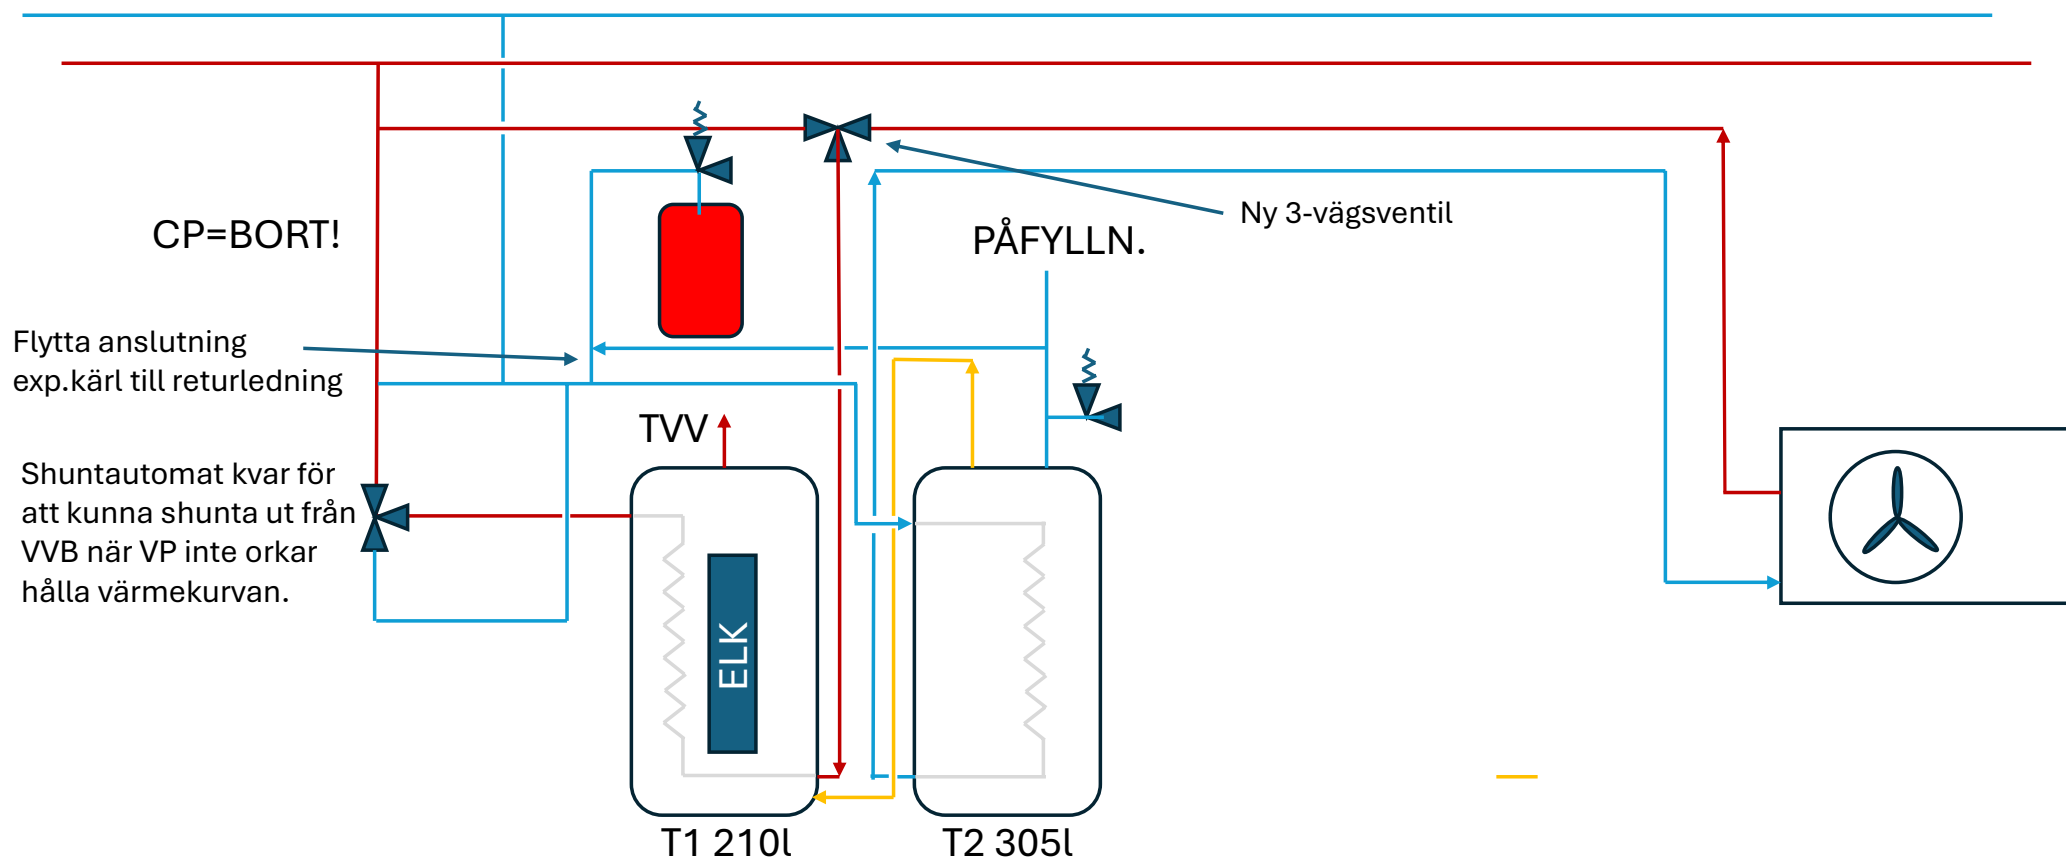 CP=BORT!
Ny 3-vägsventil
PÅFYLLN.
Flytta anslutning
exp.kärl till returledning
TVV
Shuntautomat kvar för
att kunna shunta ut från
VVB när VP inte orkar
hålla värmekurvan.
ELK
T1 210l
T2 305l